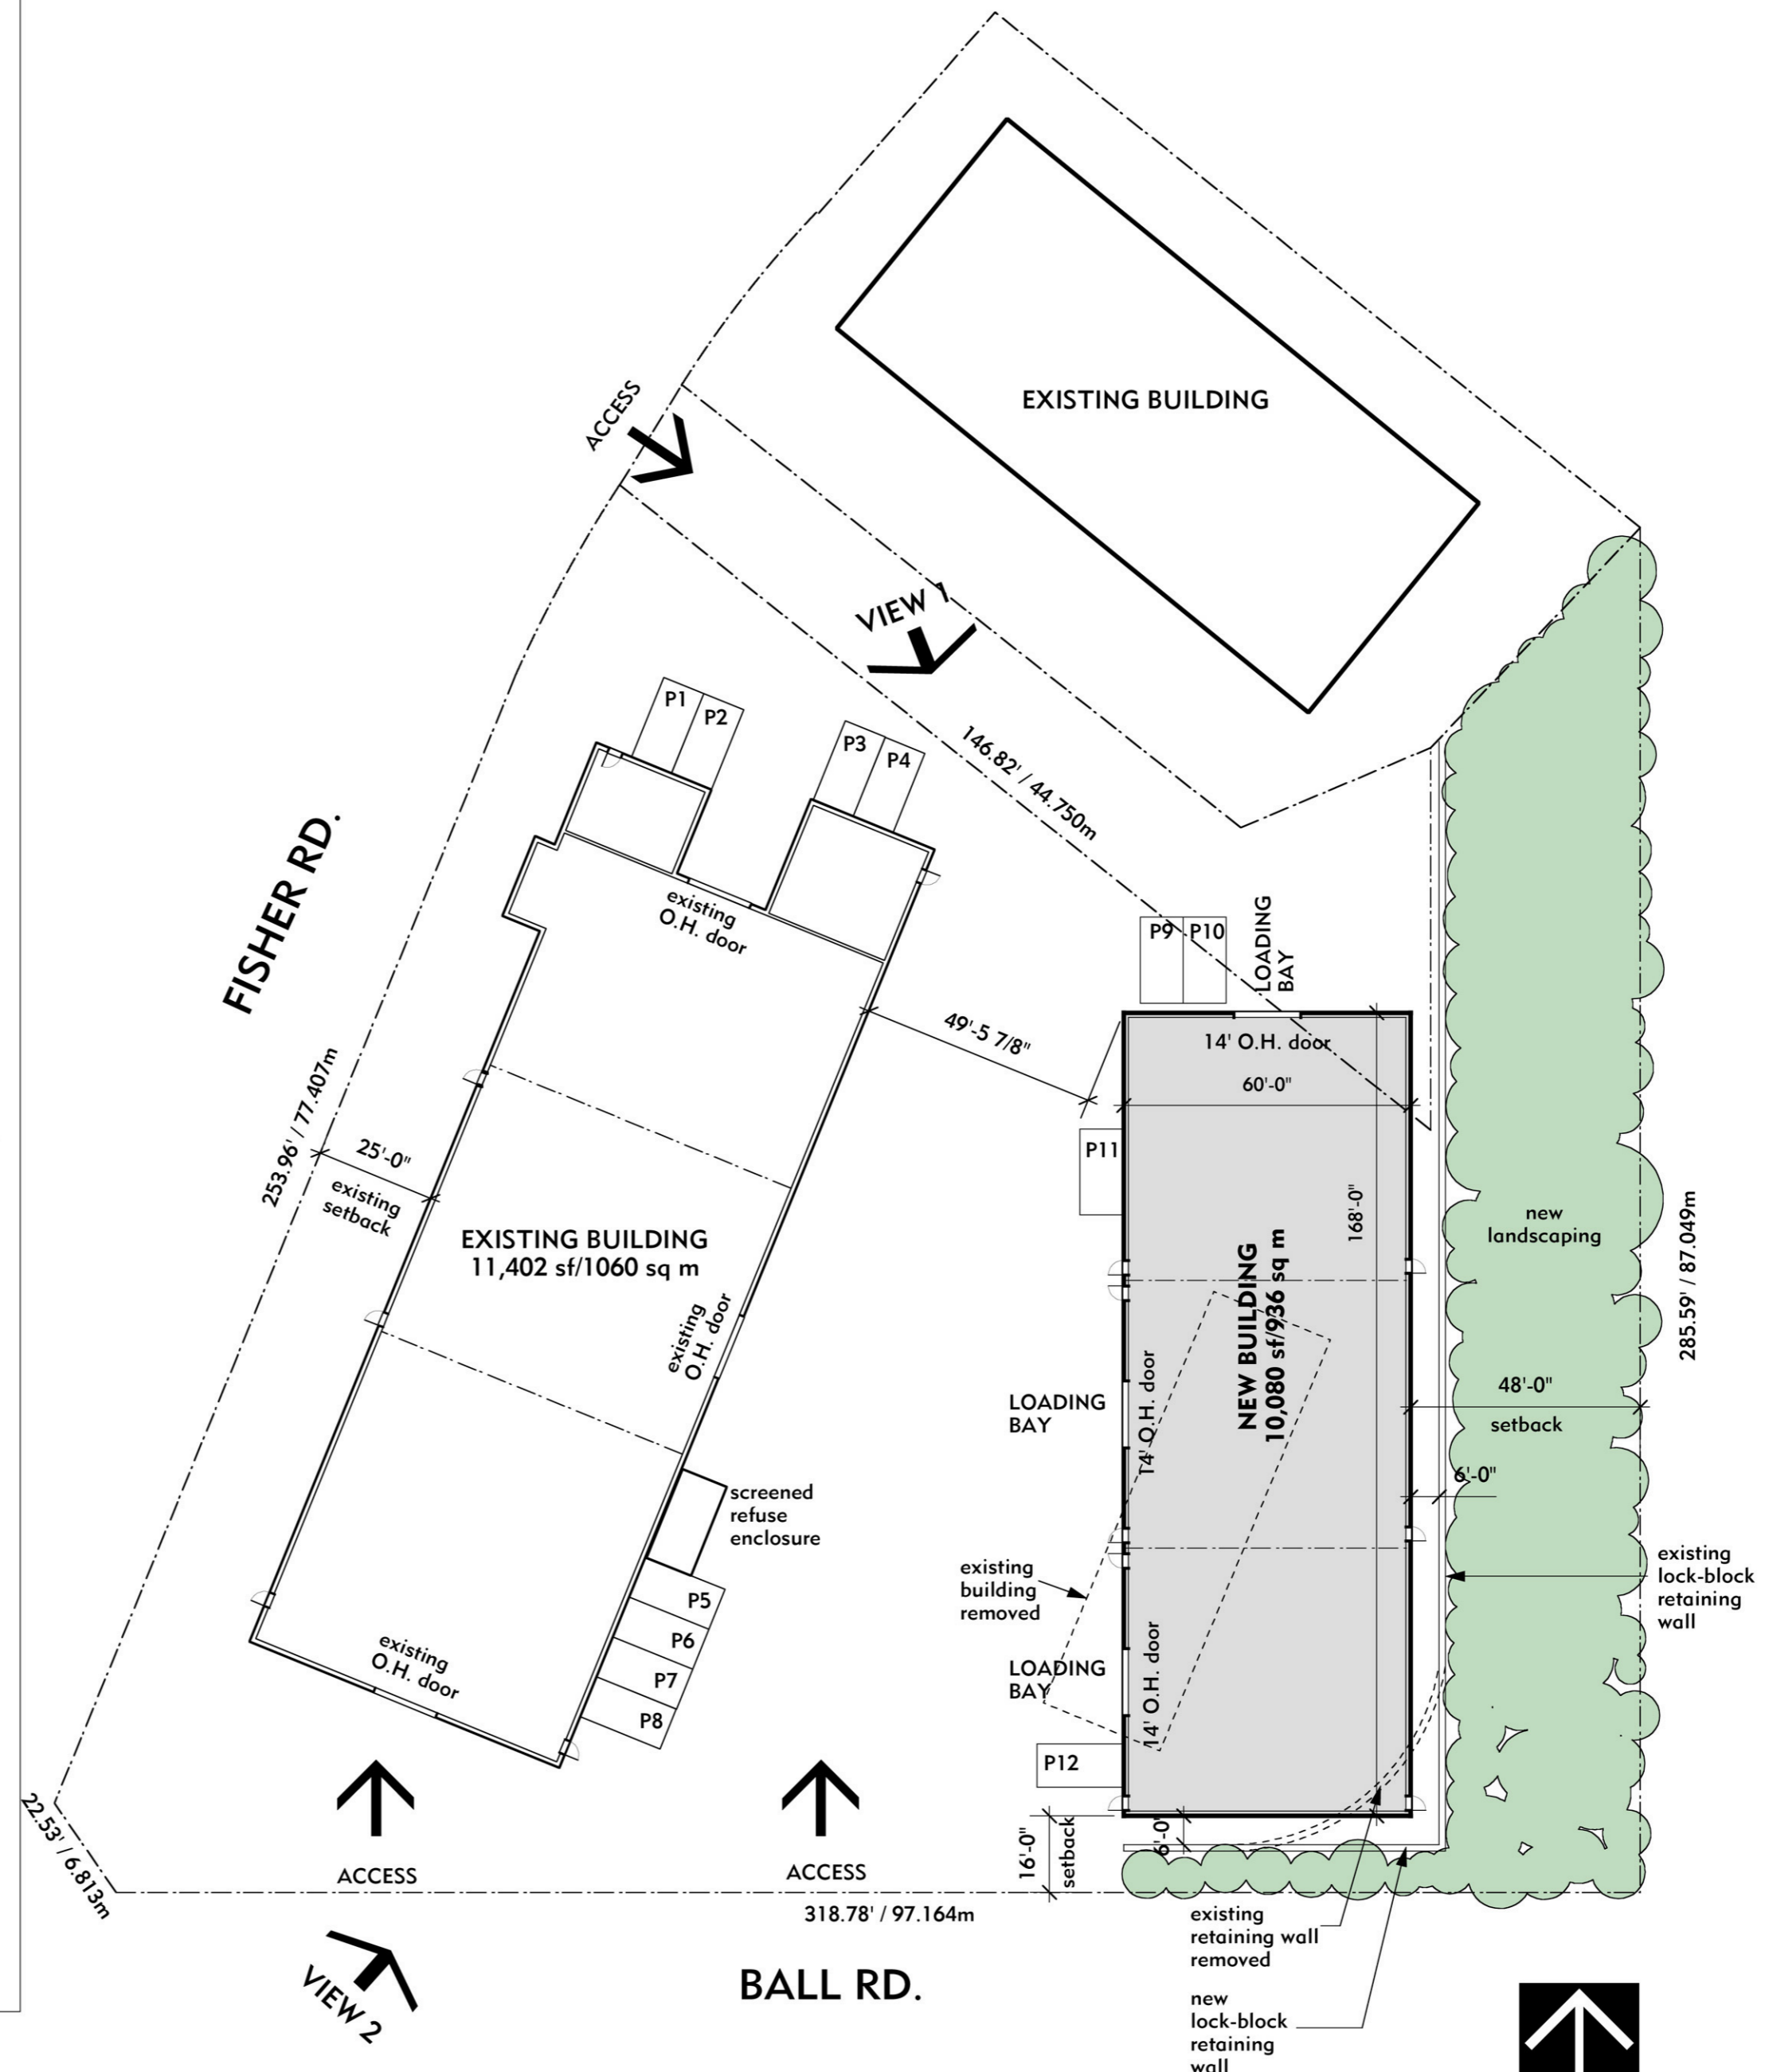 EXISTING BUILDING
ACCESS
VIEW 1
P1
P2
P3
P4
146.82' / 44.750m
FISHER RD.
existing
O.H. door
P9
P10
LOADING
BAY
49'-5 7/8"
14' O.H. door
60'-0"
253.96' / 77.407m
25'-0"
existing
setback
P11
168'-0"
EXISTING BUILDING
11,402 sf/1060 sq m
NEW BUILDING
10,080 sf/936 sq m
new
landscaping
285.59' / 87.049m
existing
O.H. door
LOADING
BAY
14' O.H. door
48'-0"
setback
6'-0"
screened
refuse
enclosure
existing
building
removed
existing
lock-block
retaining
wall
P5
P6
P7
P8
existing
O.H. door
LOADING
BAY
14' O.H. door
P12
22.53' / 6.813m
ACCESS
ACCESS
16'-0"
setback
6'-0"
318.78' / 97.164m
existing
retaining wall
removed
VIEW 2
BALL RD.
new
lock-block
retaining
wall